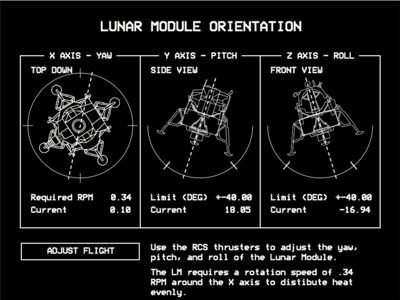 LUNAR MODULE ORIENTATION
X AXIS - YAW
TOP DOWN
Required RPM 0.34
Current 0.10
Y AXIS - PITCH
SIDE VIEW
Limit (DEG) +-40.00
Current 18.05
Z AXIS - ROLL
FRONT VIEW
Limit (DEG) +-40.00
Current -16.94
ADJUST FLIGHT
Use the RCS thrusters to adjust the yaw,
pitch, and roll of the Lunar Module.
The LM requires a rotation speed of .34
RPM around the X axis to distibute heat
evenly.